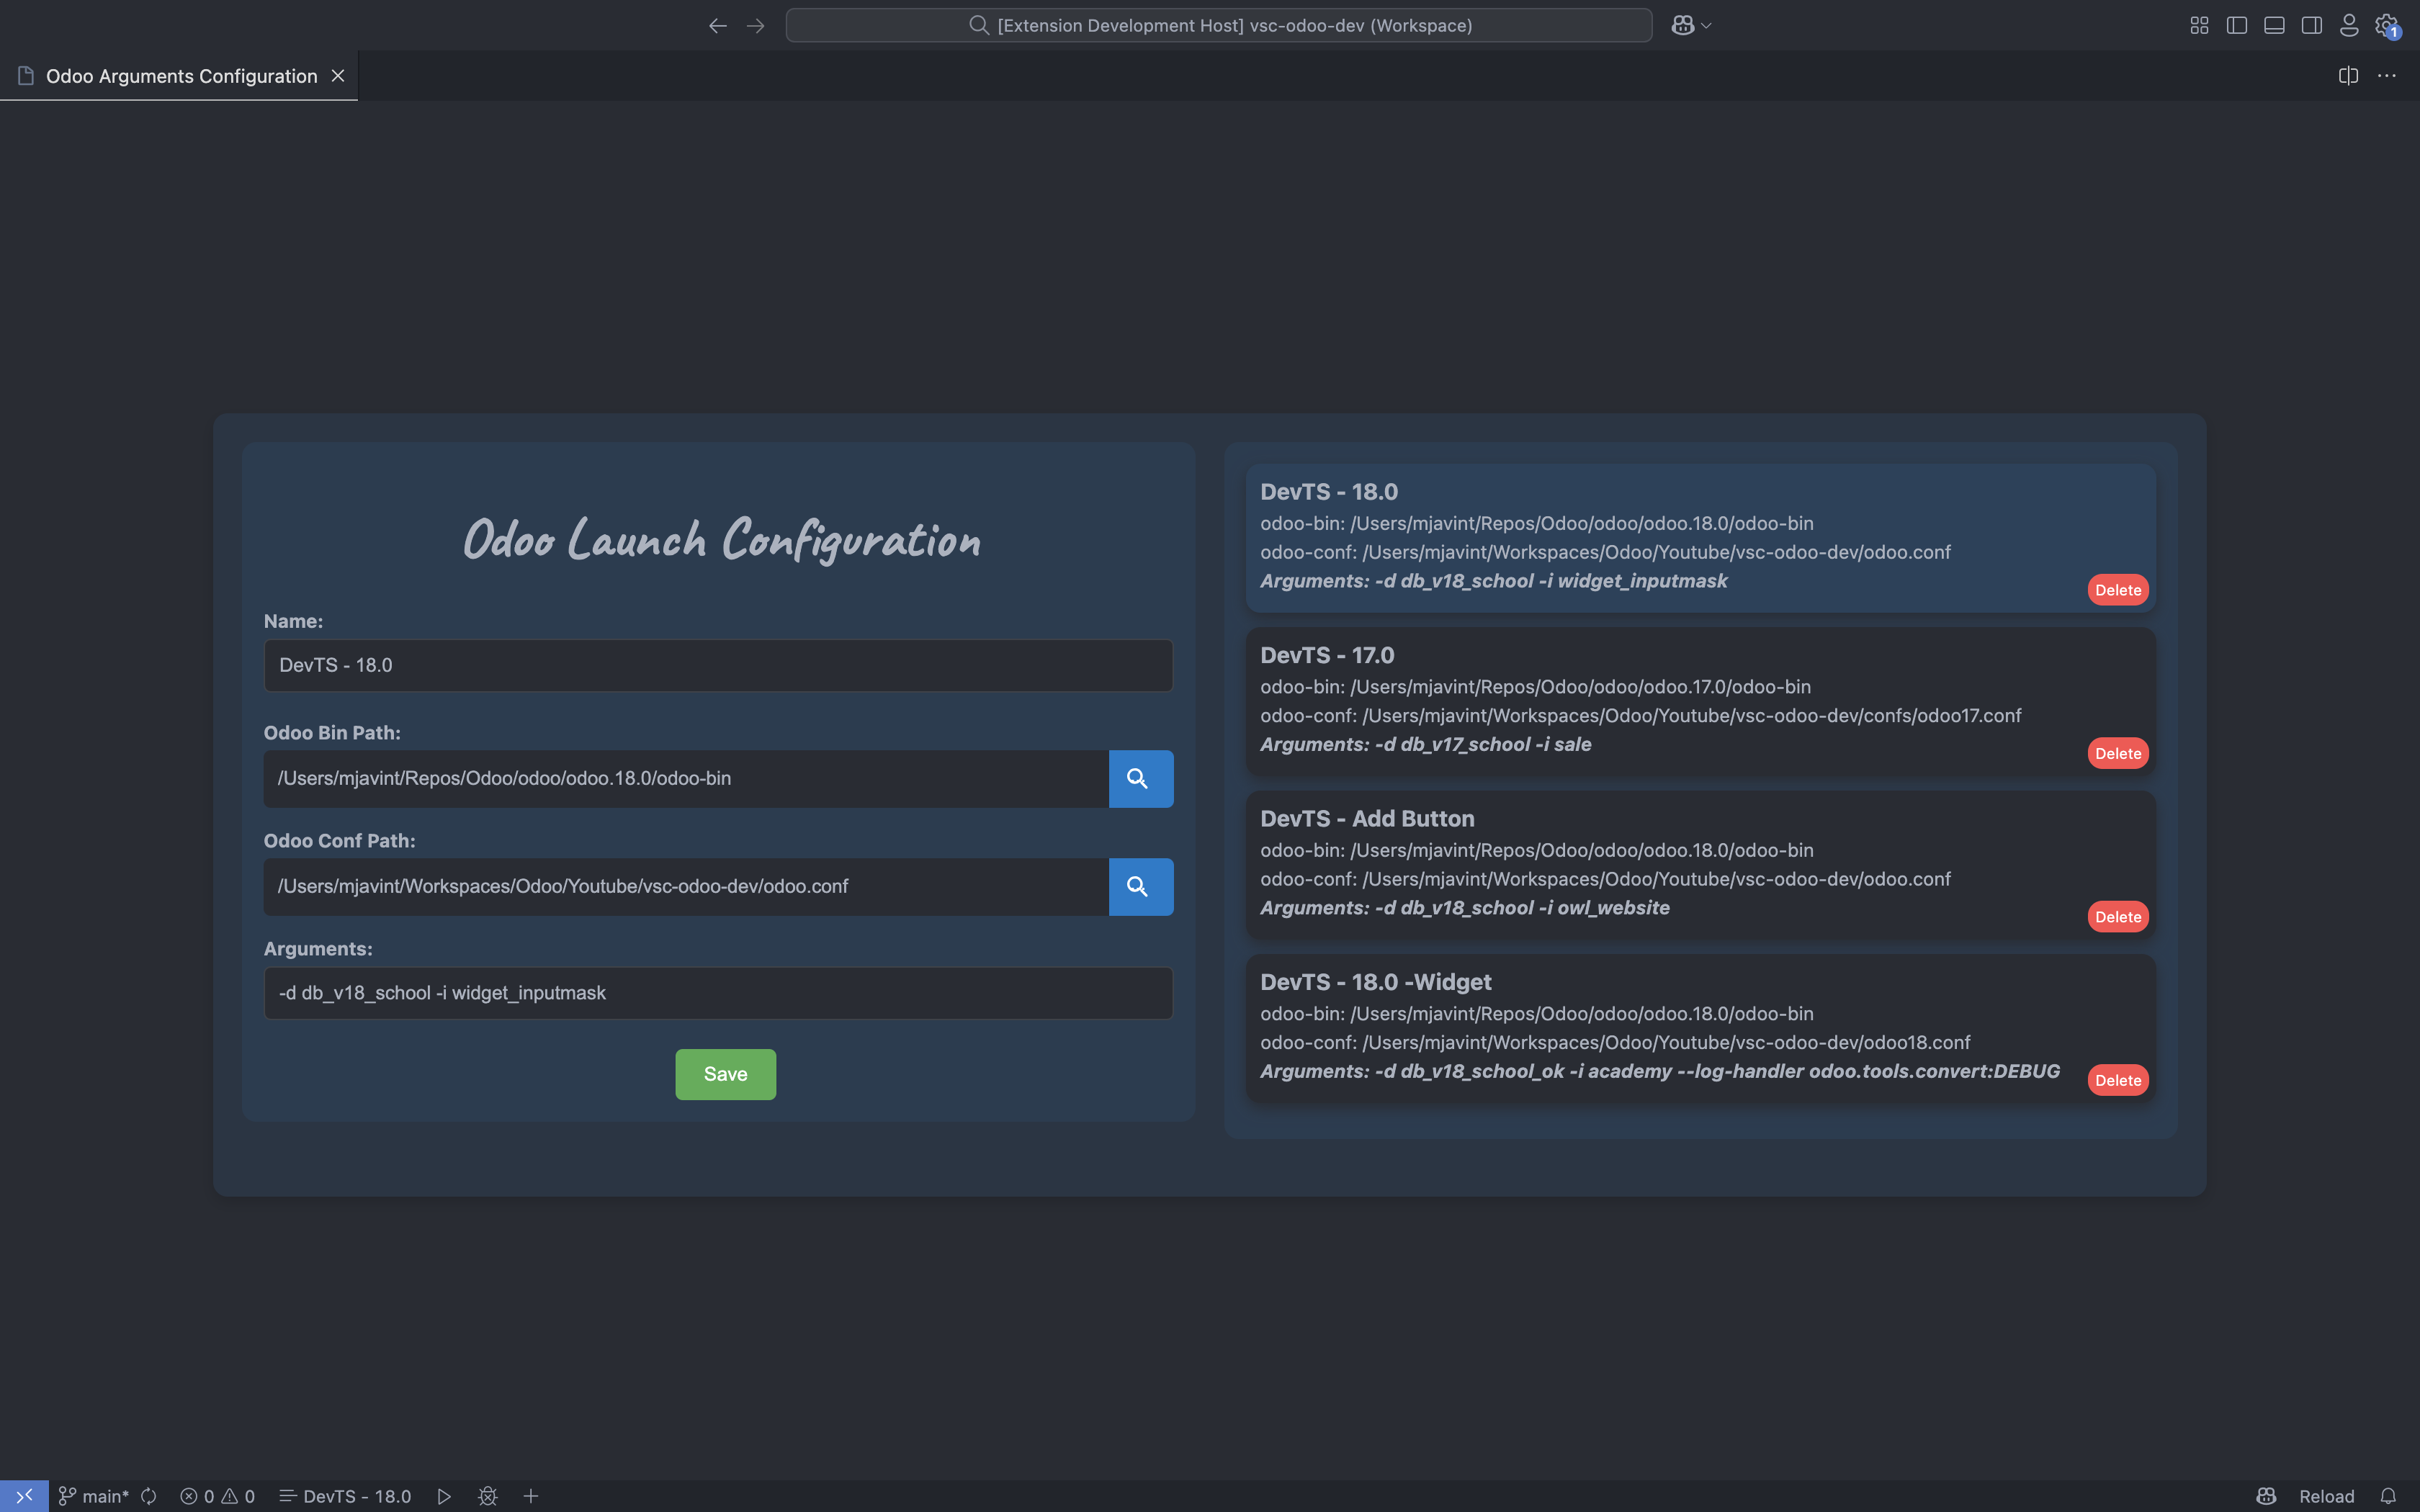 [Extension Development Host] vsc-odoo-dev (Workspace)
1
Odoo Arguments Configuration
Odoo Launch Configuration
Name:
DevTS - 18.0
Odoo Bin Path:
/Users/mjavint/Repos/Odoo/odoo/odoo.18.0/odoo-bin
Odoo Conf Path:
/Users/mjavint/Workspaces/Odoo/Youtube/vsc-odoo-dev/odoo.conf
Arguments:
-d db_v18_school -i widget_inputmask
Save
DevTS - 18.0
odoo-bin: /Users/mjavint/Repos/Odoo/odoo/odoo.18.0/odoo-bin
odoo-conf: /Users/mjavint/Workspaces/Odoo/Youtube/vsc-odoo-dev/odoo.conf
Arguments: -d db_v18_school -i widget_inputmask
Delete
DevTS - 17.0
odoo-bin: /Users/mjavint/Repos/Odoo/odoo/odoo.17.0/odoo-bin
odoo-conf: /Users/mjavint/Workspaces/Odoo/Youtube/vsc-odoo-dev/confs/odoo17.conf
Arguments: -d db_v17_school -i sale
Delete
DevTS - Add Button
odoo-bin: /Users/mjavint/Repos/Odoo/odoo/odoo.18.0/odoo-bin
odoo-conf: /Users/mjavint/Workspaces/Odoo/Youtube/vsc-odoo-dev/odoo.conf
Arguments: -d db_v18_school -i owl_website
Delete
DevTS - 18.0 -Widget
odoo-bin: /Users/mjavint/Repos/Odoo/odoo/odoo.18.0/odoo-bin
odoo-conf: /Users/mjavint/Workspaces/Odoo/Youtube/vsc-odoo-dev/odoo18.conf
Arguments: -d db_v18_school_ok -i academy --log-handler odoo.tools.convert:DEBUG
Delete
main* 0 0 DevTS - 18.0
Reload